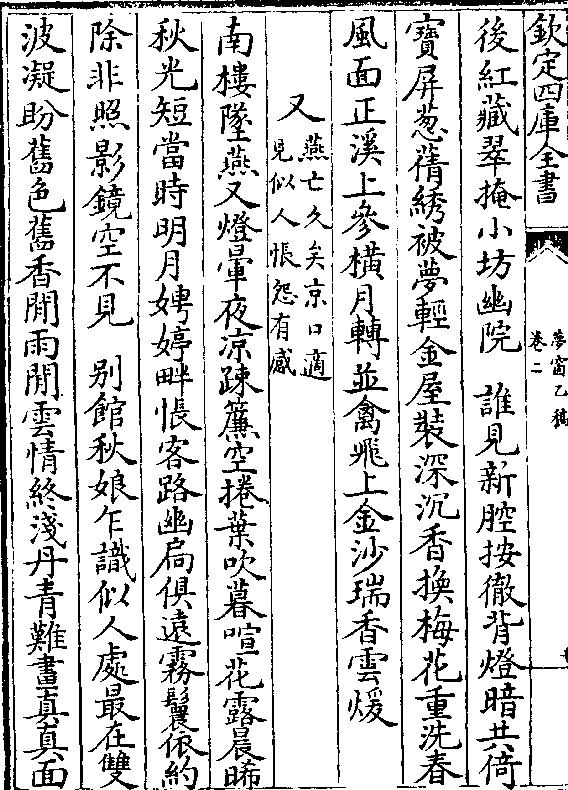 欽定四庫全書
夢窗乙稿
卷二
後紅藏翠掩小坊幽院　誰見新腔按徹背燈暗共倚
寶屏葱蒨綉被夢輕金屋裝深沉香換梅花重洗春
風面正溪上參橫月轉並禽飛上金沙瑞香雲煖
又
燕亡久矣京口適
見似人悵怨有感
南樓墜燕又燈暈夜涼疎簾空捲葉吹暮喧花露晨晞
秋光短當時明月娉婷畔悵客路幽扃俱遠霧鬟依約
除非照影鏡空不見　別館秋娘乍識似人處最在雙
波凝盼舊色舊香閒雨閒雲情終淺丹青難畫真真面